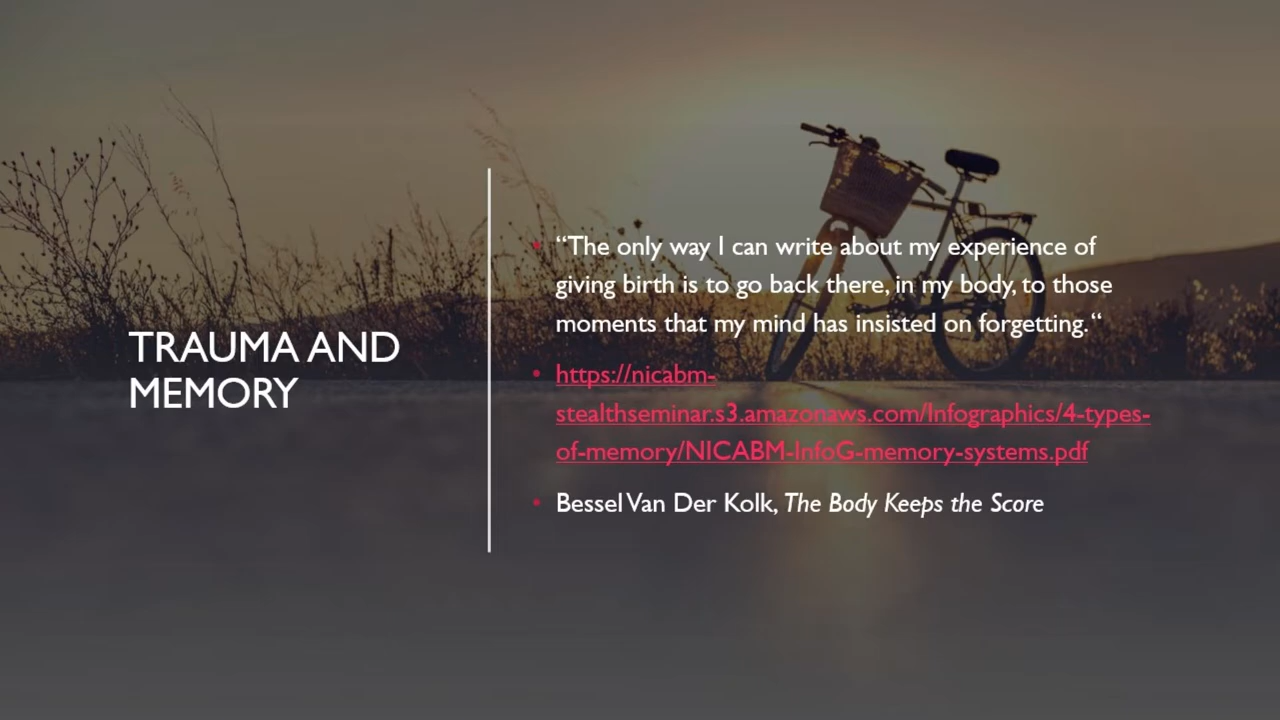 TRAUMA AND
MEMORY
“The only way I can write about my experience of
giving birth is to go back there, in my body, to those
moments that my mind has insisted on forgetting.“
https://nicabm-
stealthseminar.s3.amazonaws.com/Infographics/4-types-
of-memory/NICABM-InfoG-memory-systems.pdf
Bessel Van Der Kolk, The Body Keeps the Score